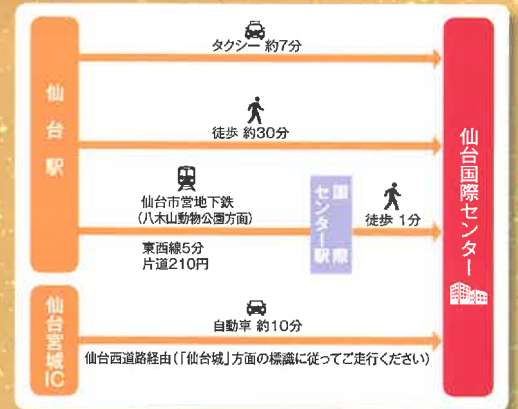 仙台駅
タクシー 約7分
徒歩 約30分
仙台市営地下鉄
(八木山動物公園方面)
東西線5分
片道210円
国際
センター駅
徒歩 1分
仙台国際センター
仙台宮城IC
自動車 約10分
仙台西道路経由(「仙台城」方面の標識に従ってご走行ください)